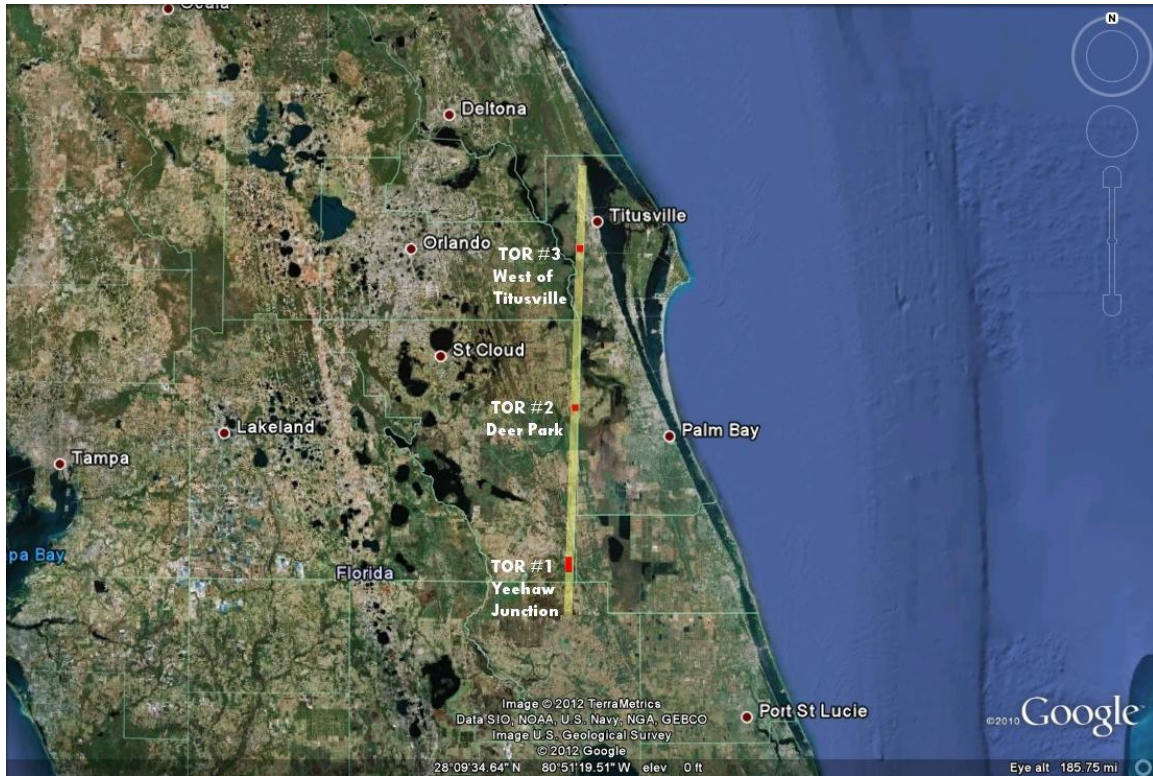 Ocala
N
Deltona
Titusville
Orlando
TOR #3
West of
Titusville
St Cloud
TOR #2
Deer Park
Lakeland
Palm Bay
Tampa
pa Bay
TOR #1
Yeehaw
Junction
Florida
Port St Lucie
Image © 2012 TerraMetrics
Data SIO, NOAA, U.S. Navy, NGA, GEBCO
Image U.S. Geological Survey
© 2012 Google
©2010 Google
28°09'34.64" N 80°51'19.51" W elev 0 ft
Eye alt 185.75 mi